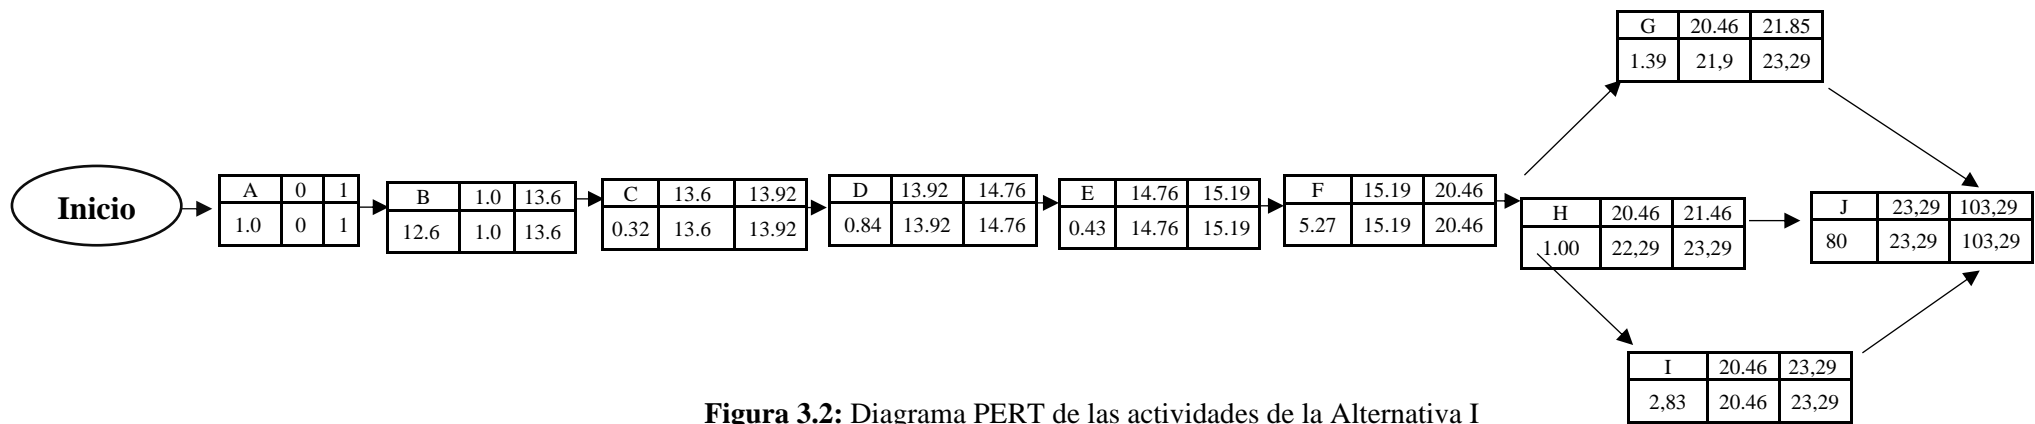 Inicio
A 0 1
1.0 0 1
B 1.0 13.6
12.6 1.0 13.6
C 13.6 13.92
0.32 13.6 13.92
D 13.92 14.76
0.84 13.92 14.76
E 14.76 15.19
0.43 14.76 15.19
F 15.19 20.46
5.27 15.19 20.46
G 20.46 21.85
1.39 21,9 23,29
H 20.46 21.46
1.00 22,29 23,29
I 20.46 23,29
2,83 20.46 23,29
J 23,29 103,29
80 23,29 103,29
Figura 3.2: Diagrama PERT de las actividades de la Alternativa I